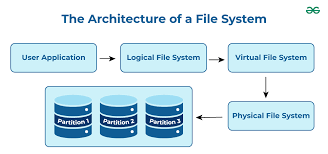 The Architecture of a File System
User Application
Logical File System
Virtual File System
Physical File System
Partition 1
Partition 2
Partition 3